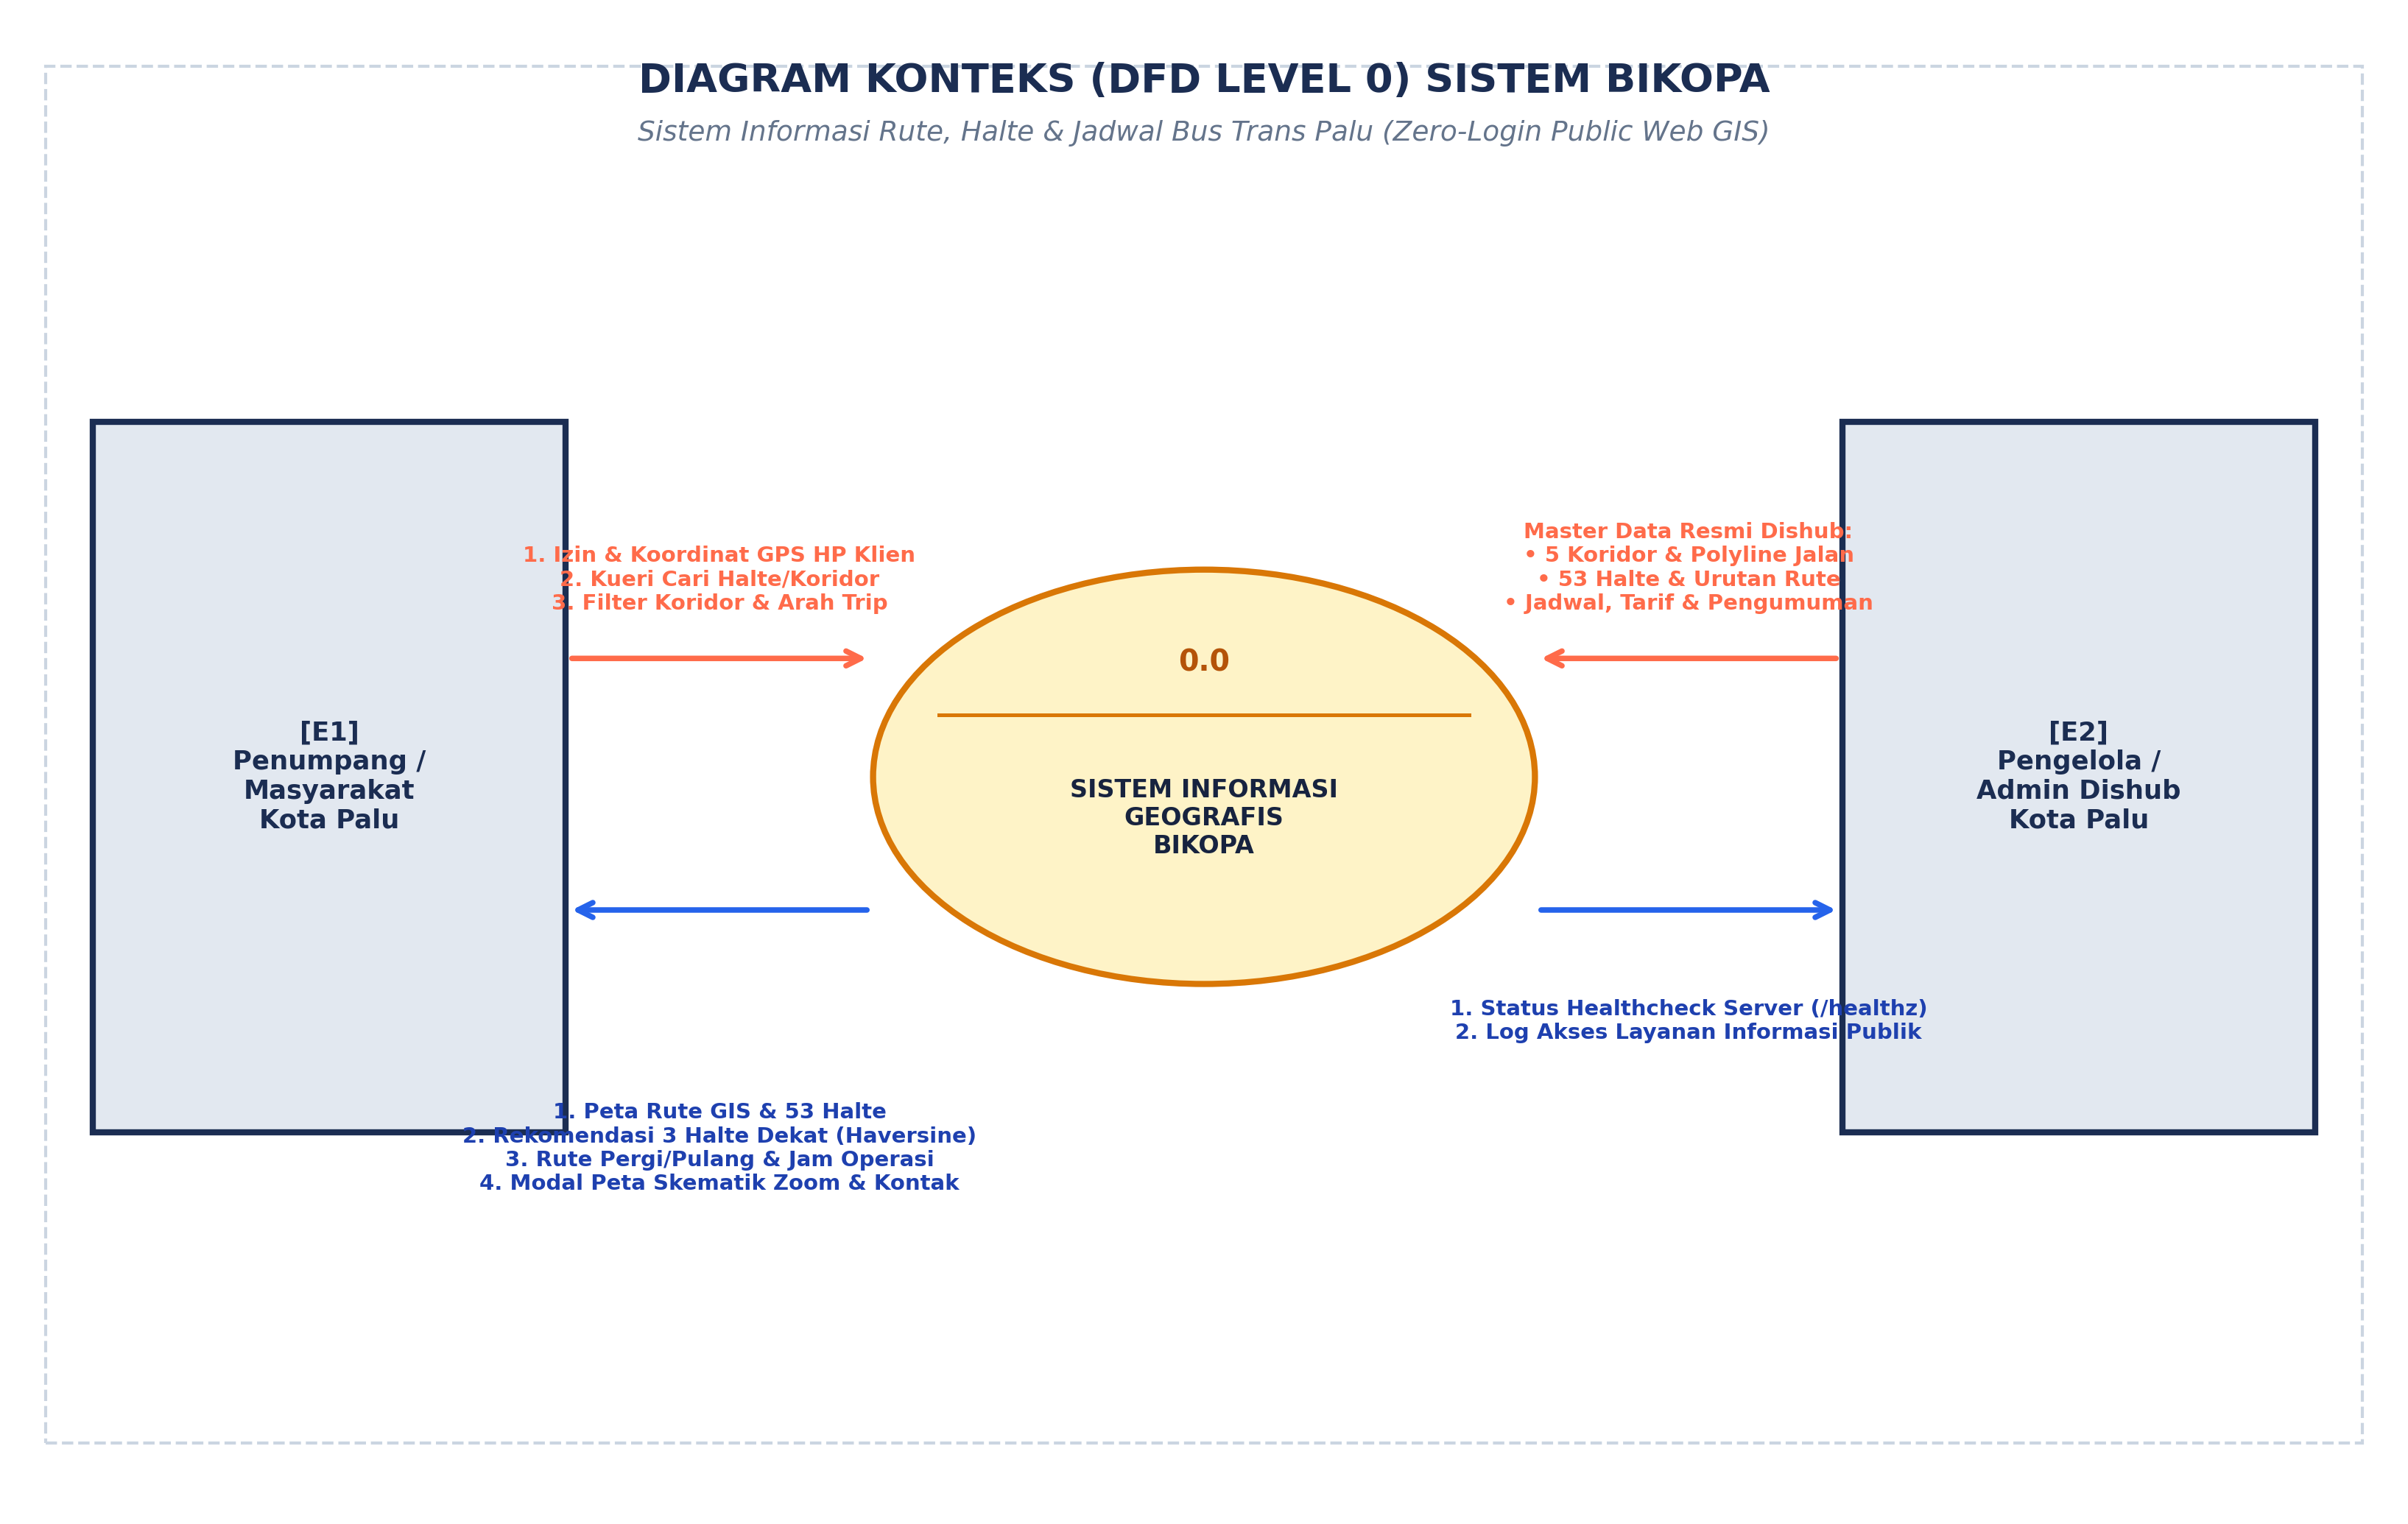 DIAGRAM KONTEKS (DFD LEVEL 0) SISTEM BIKOPA
Sistem Informasi Rute, Halte & Jadwal Bus Trans Palu (Zero-Login Public Web GIS)
[E1]
Penumpang /
Masyarakat
Kota Palu
1. Izin & Koordinat GPS HP Klien
2. Kueri Cari Halte/Koridor
3. Filter Koridor & Arah Trip
1. Peta Rute GIS & 53 Halte
2. Rekomendasi 3 Halte Dekat (Haversine)
3. Rute Pergi/Pulang & Jam Operasi
4. Modal Peta Skematik Zoom & Kontak
0.0
SISTEM INFORMASI
GEOGRAFIS
BIKOPA
Master Data Resmi Dishub:
• 5 Koridor & Polyline Jalan
• 53 Halte & Urutan Rute
• Jadwal, Tarif & Pengumuman
1. Status Healthcheck Server (/healthz)
2. Log Akses Layanan Informasi Publik
[E2]
Pengelola /
Admin Dishub
Kota Palu